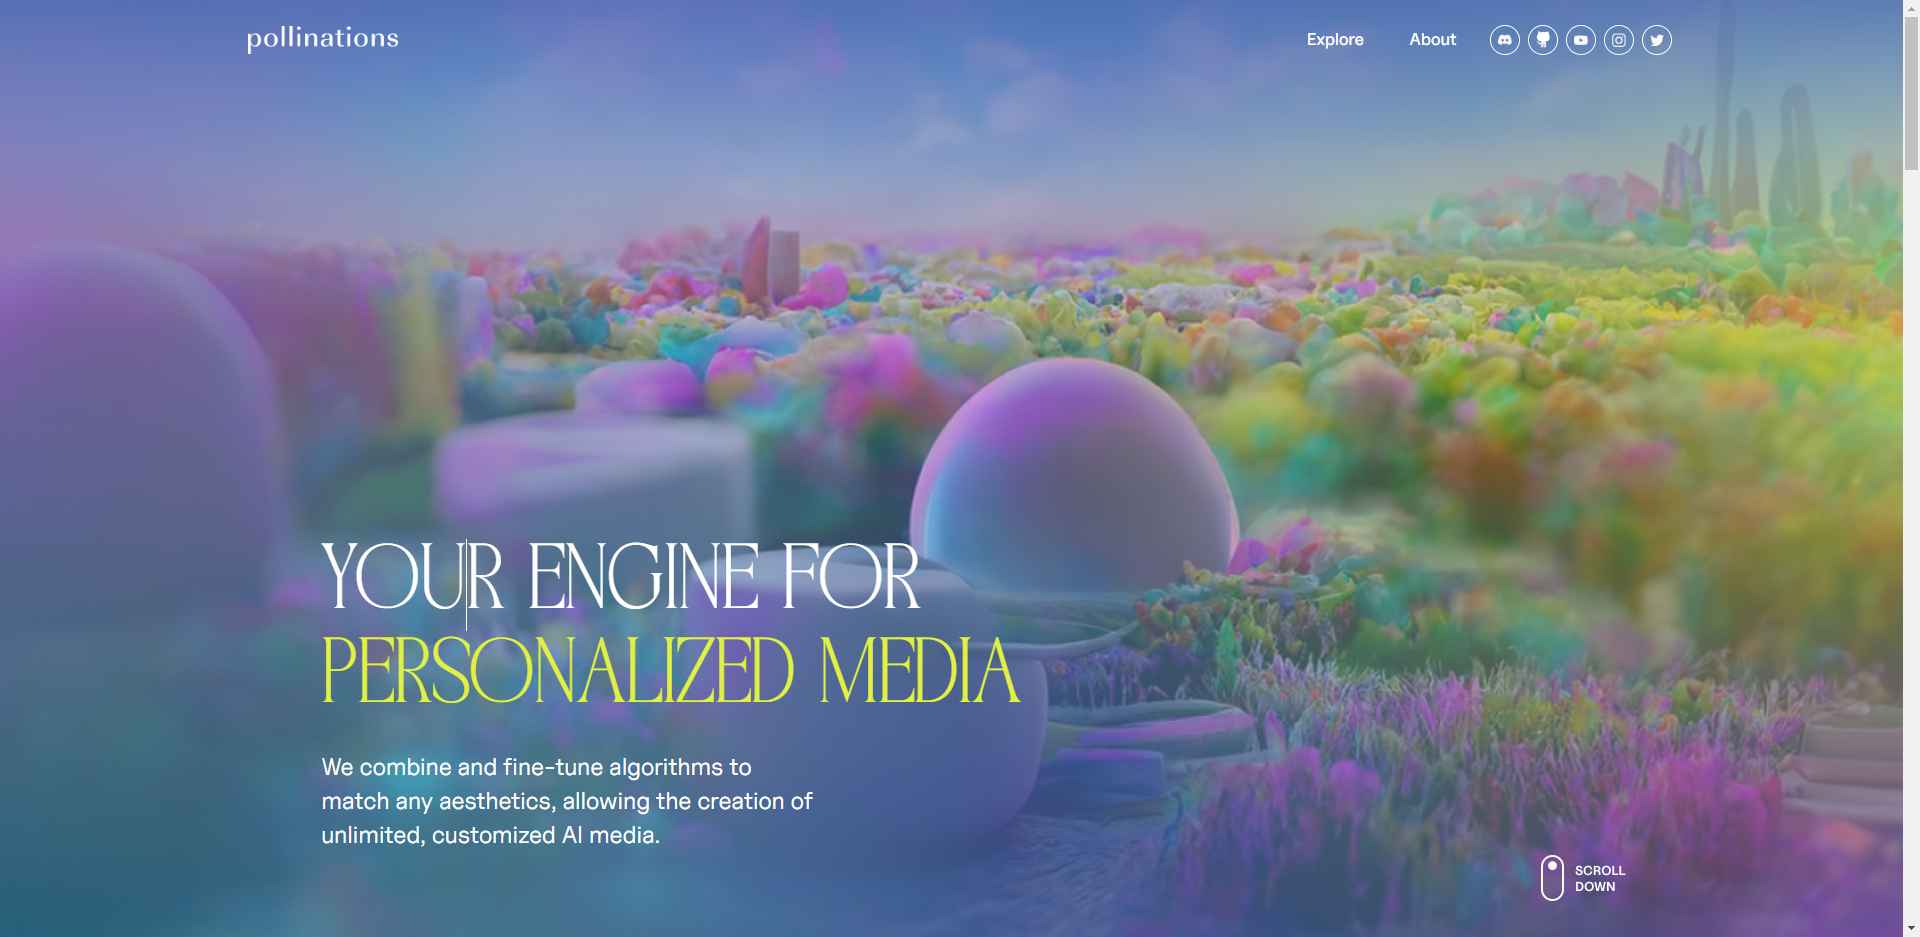 pollinations
Explore
About
YOUR ENGINE FOR
PERSONALIZED MEDIA
We combine and fine-tune algorithms to
match any aesthetics, allowing the creation of
unlimited, customized AI media.
SCROLL
DOWN